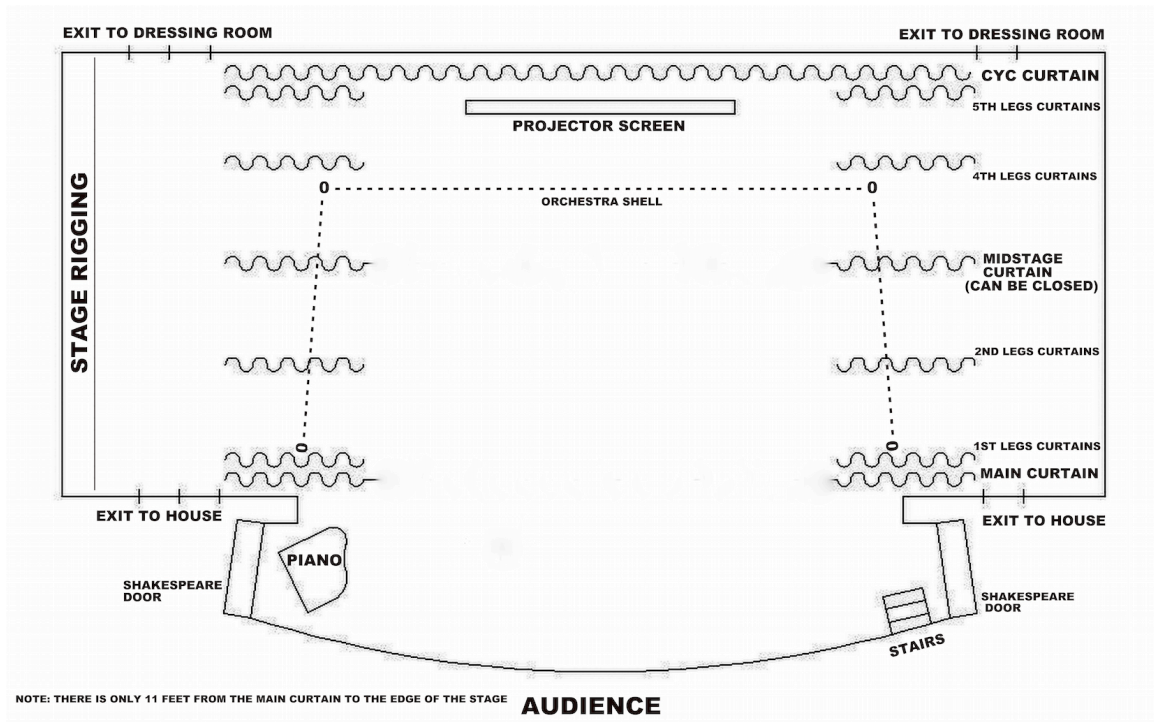 EXIT TO DRESSING ROOM
EXIT TO DRESSING ROOM
CYC CURTAIN
5TH LEGS CURTAINS
PROJECTOR SCREEN
4TH LEGS CURTAINS
0
0
ORCHESTRA SHELL
STAGE RIGGING
MIDSTAGE
CURTAIN
(CAN BE CLOSED)
2ND LEGS CURTAINS
0
0
1ST LEGS CURTAINS
MAIN CURTAIN
EXIT TO HOUSE
EXIT TO HOUSE
PIANO
SHAKESPEARE
DOOR
SHAKESPEARE
DOOR
STAIRS
NOTE: THERE IS ONLY 11 FEET FROM THE MAIN CURTAIN TO THE EDGE OF THE STAGE
AUDIENCE